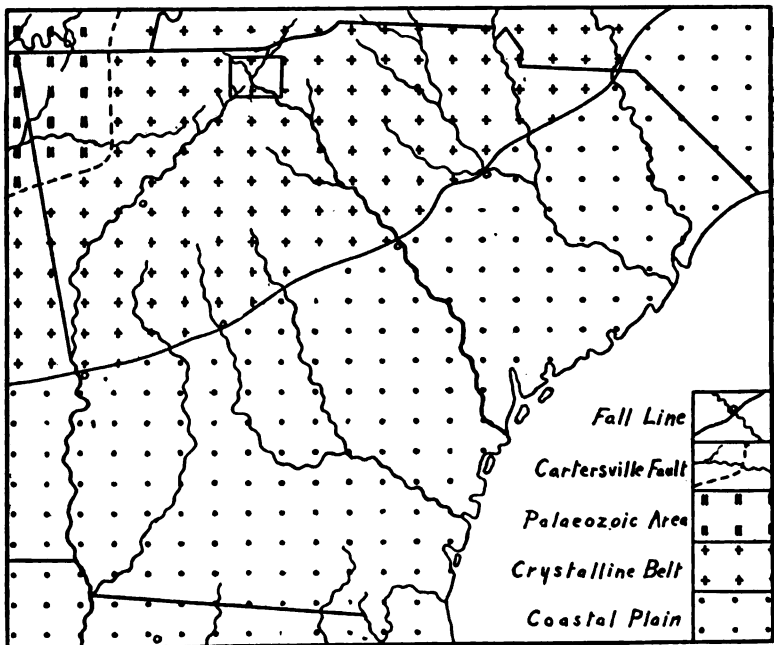 Fall Line
Cartersville Fault
Palaeozoic Area
Crystalline Belt
Coastal Plain